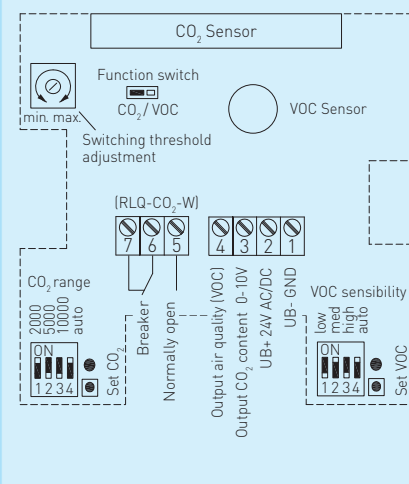 CO2 Sensor
Function switch
CO2/ VOC
min. max.
VOC Sensor
Switching threshold
adjustment
(RLQ-CO2-W)
7 6 5
4 3 2 1
Breaker
Normally open
Output air quality (VOC)
Output CO2 content 0-10V
UB+ 24V AC/DC
UB- GND
CO2 range
2000
5000
10000
auto
ON
1 2 3 4
Set CO2
VOC sensibility
low
med
high
auto
ON
1 2 3 4
Set VOC